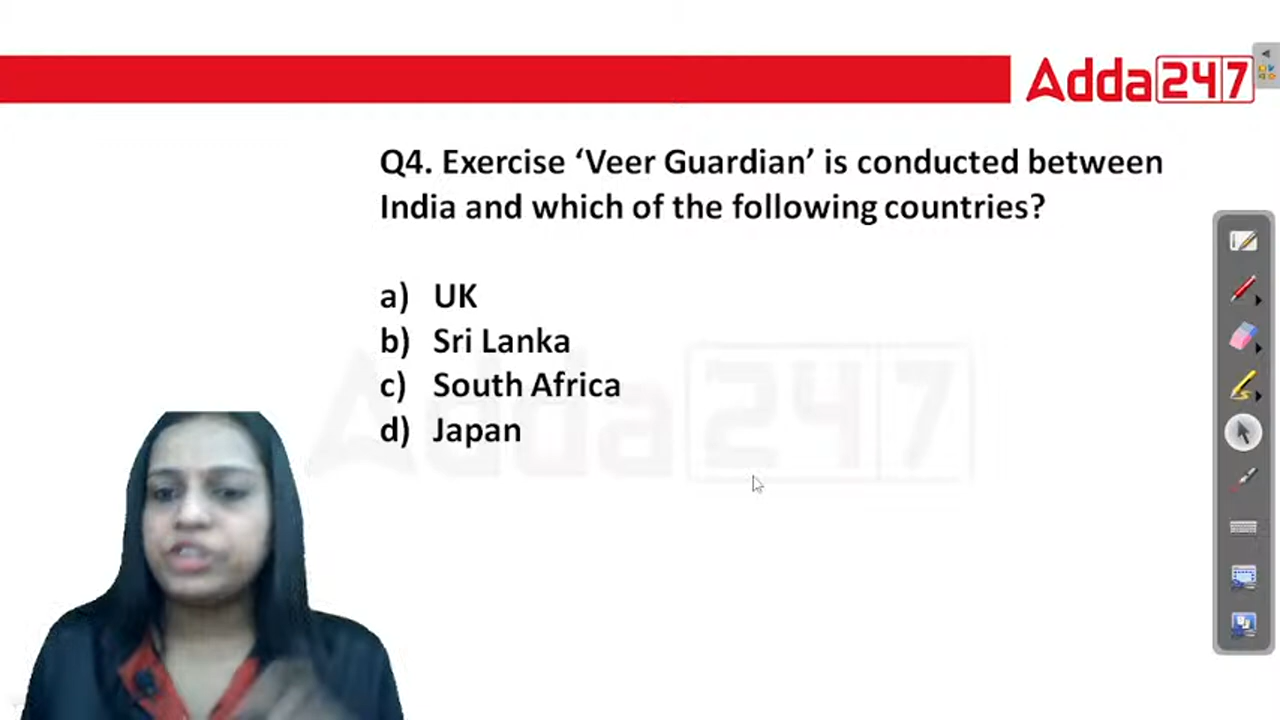 Adda247
Q4. Exercise ‘Veer Guardian’ is conducted between
India and which of the following countries?
a) UK
b) Sri Lanka
c) South Africa
d) Japan
Adda247